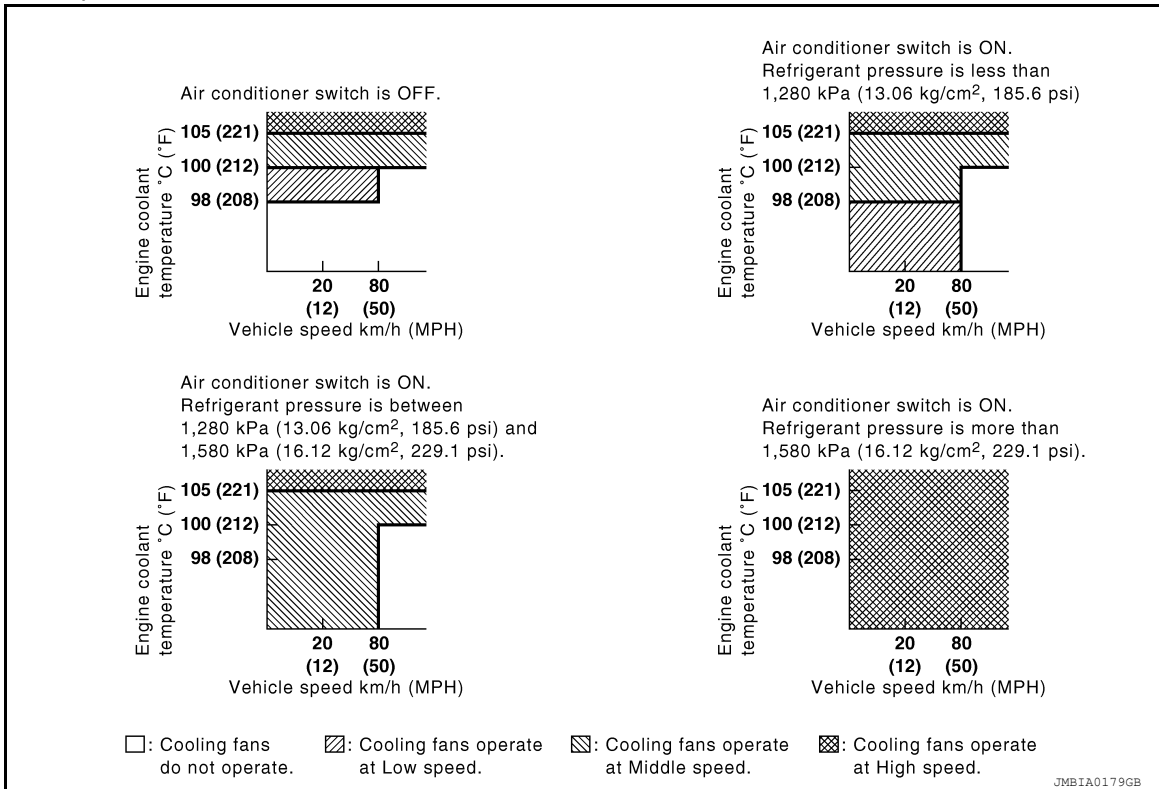 Air conditioner switch is OFF.
105 (221)
100 (212)
98 (208)
Engine coolant
temperature ˚C (˚F)
20
80
(12)
(50)
Vehicle speed km/h (MPH)
Air conditioner switch is ON.
Refrigerant pressure is less than
1,280 kPa (13.06 kg/cm², 185.6 psi)
105 (221)
100 (212)
98 (208)
Engine coolant
temperature ˚C (˚F)
20
80
(12)
(50)
Vehicle speed km/h (MPH)
Air conditioner switch is ON.
Refrigerant pressure is between
1,280 kPa (13.06 kg/cm², 185.6 psi) and
1,580 kPa (16.12 kg/cm², 229.1 psi).
105 (221)
100 (212)
98 (208)
Engine coolant
temperature ˚C (˚F)
20
80
(12)
(50)
Vehicle speed km/h (MPH)
Air conditioner switch is ON.
Refrigerant pressure is more than
1,580 kPa (16.12 kg/cm², 229.1 psi).
105 (221)
100 (212)
98 (208)
Engine coolant
temperature ˚C (˚F)
20
80
(12)
(50)
Vehicle speed km/h (MPH)
: Cooling fans
do not operate.
: Cooling fans operate
at Low speed.
: Cooling fans operate
at Middle speed.
: Cooling fans operate
at High speed.
JMBIA0179GB